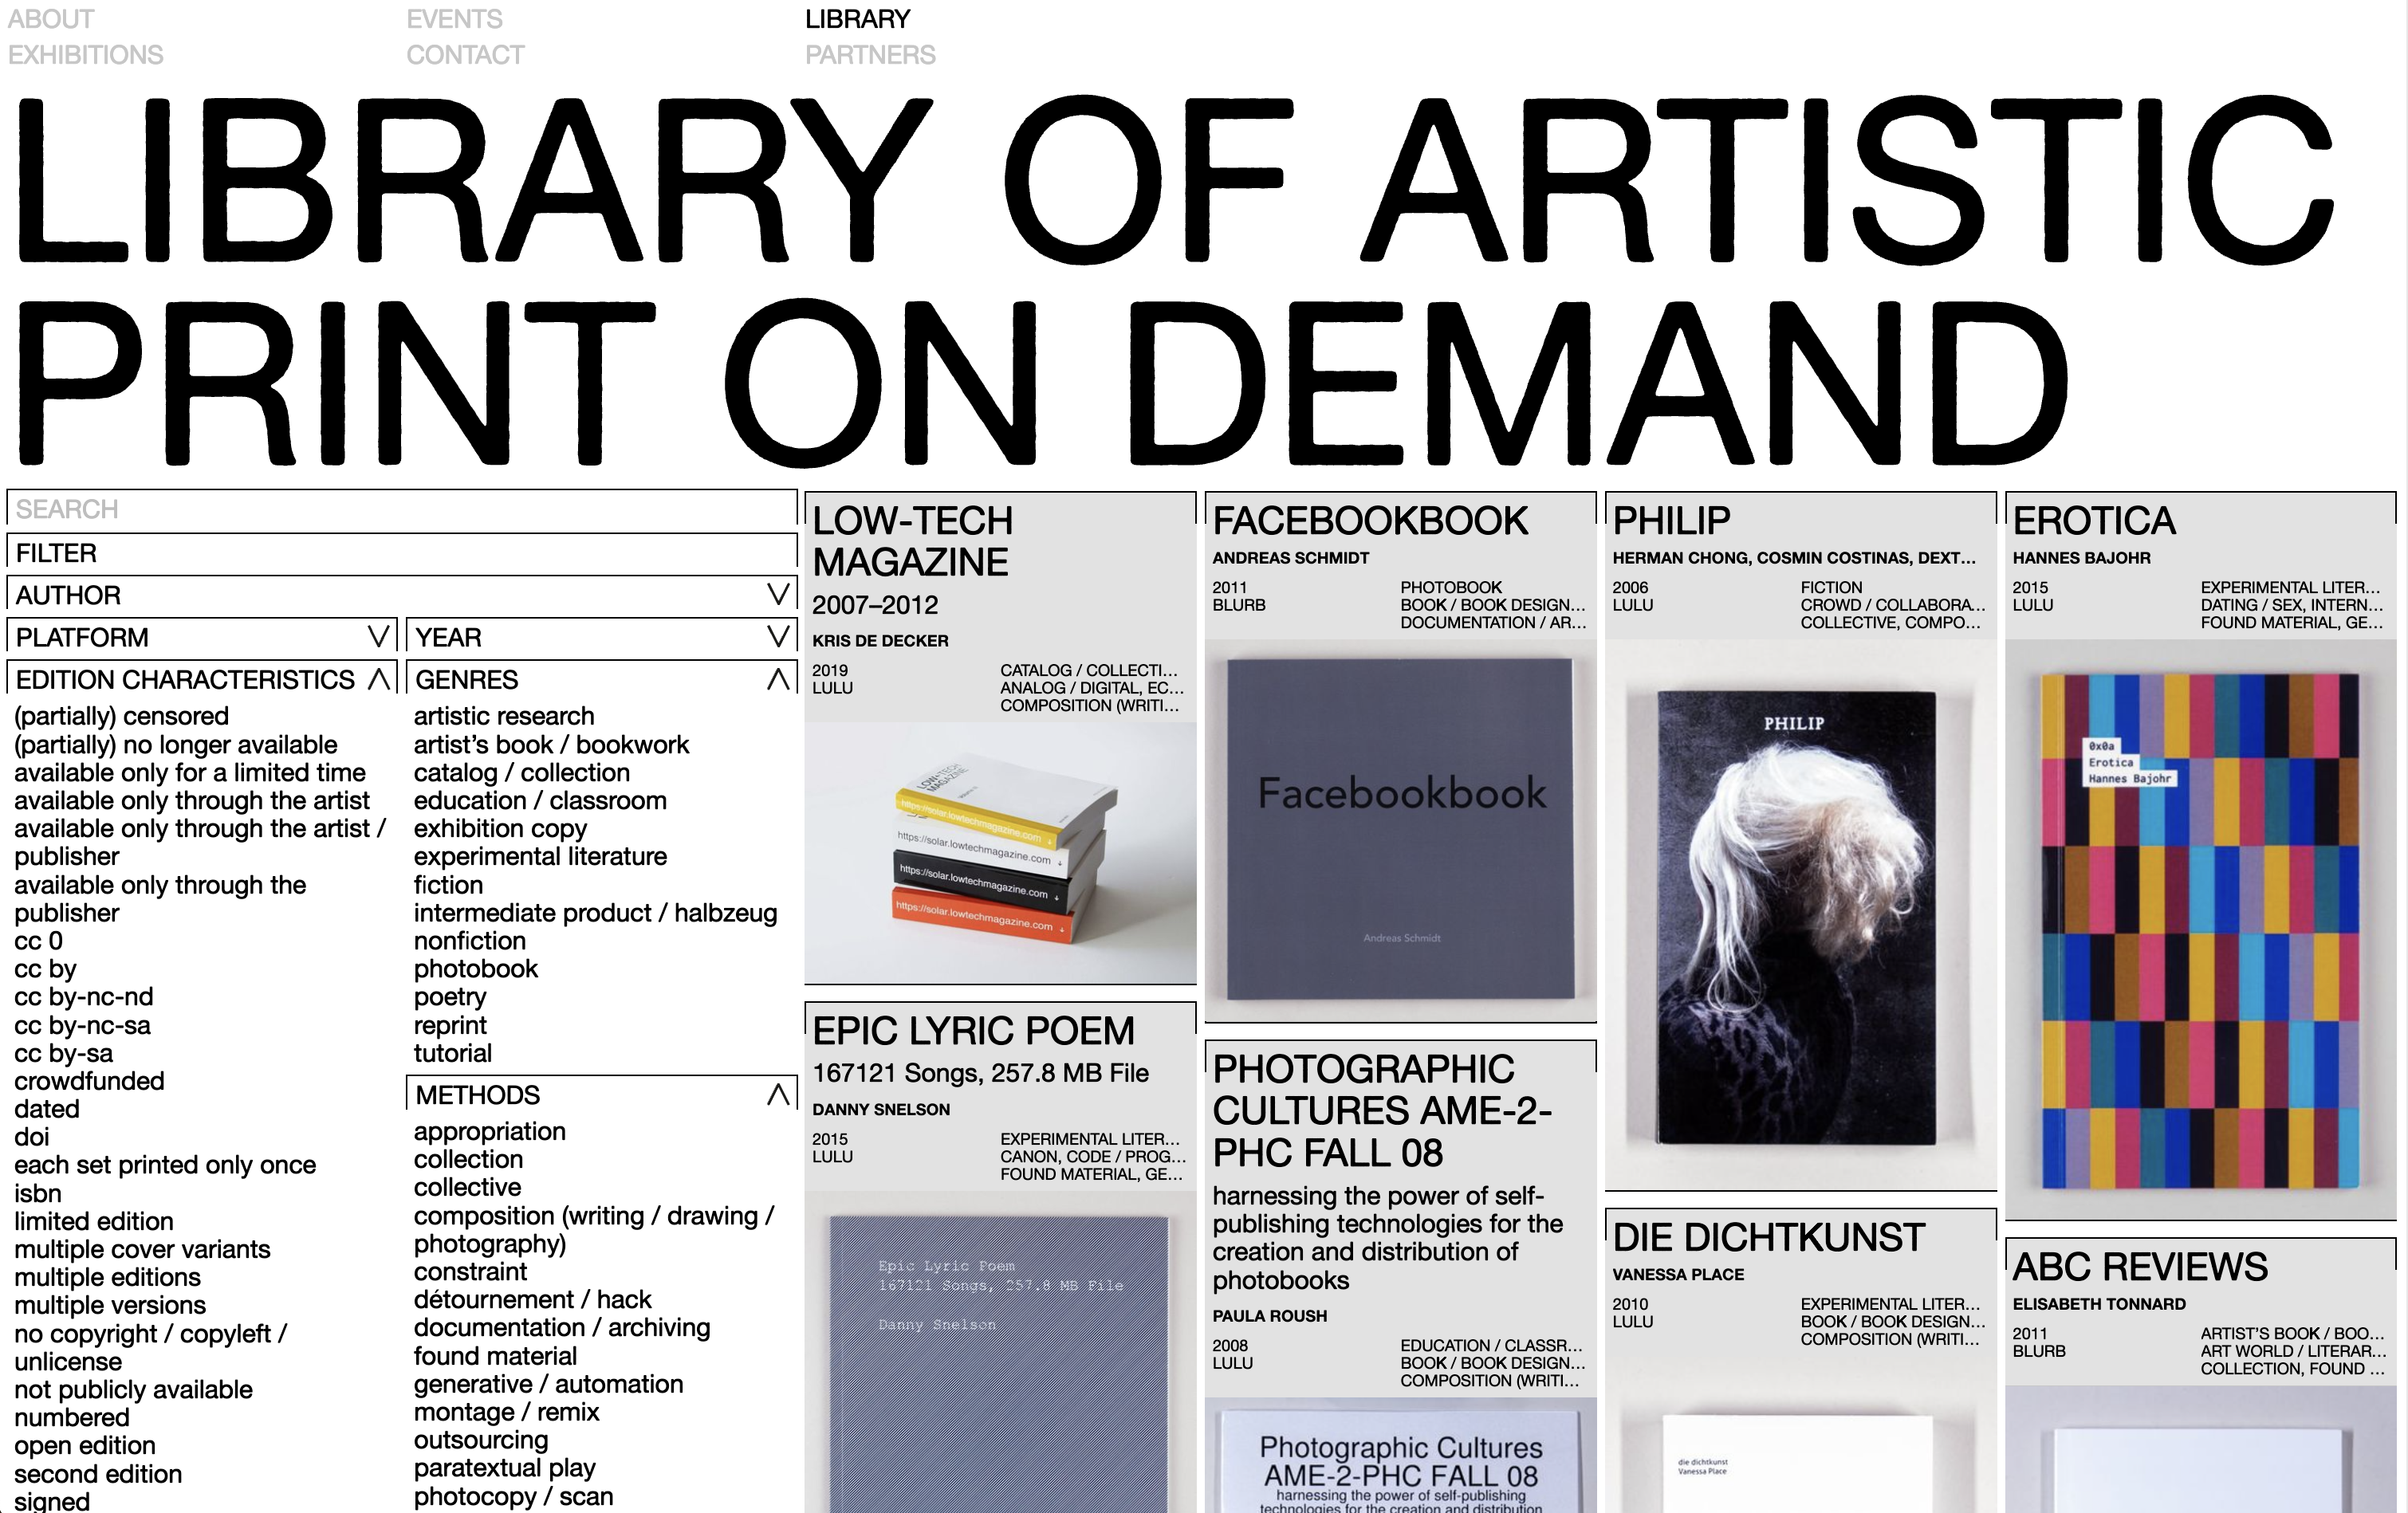 ABOUT
EXHIBITIONS
EVENTS
CONTACT
LIBRARY
PARTNERS
LIBRARY OF ARTISTIC
PRINT ON DEMAND
SEARCH
FILTER
AUTHOR
PLATFORM
YEAR
EDITION CHARACTERISTICS
(partially) censored
(partially) no longer available
available only for a limited time
available only through the artist
available only through the artist /
publisher
available only through the
publisher
cc 0
cc by
cc by-nc-nd
cc by-nc-sa
cc by-sa
crowdfunded
dated
doi
each set printed only once
isbn
limited edition
multiple cover variants
multiple editions
multiple versions
no copyright / copyleft /
unlicense
not publicly available
numbered
open edition
second edition
signed
GENRES
artistic research
artist's book / bookwork
catalog / collection
education / classroom
exhibition copy
experimental literature
fiction
intermediate product / halbzeug
nonfiction
photobook
poetry
reprint
tutorial
METHODS
appropriation
collection
collective
composition (writing / drawing /
photography)
constraint
détournement / hack
documentation / archiving
found material
generative / automation
montage / remix
outsourcing
paratextual play
photocopy / scan
LOW-TECH
MAGAZINE
2007–2012
KRIS DE DECKER
2019
LULU
CATALOG / COLLECTI...
ANALOG / DIGITAL, EC...
COMPOSITION (WRITI...
LOW-TECH
MAGAZINE
https://solar.lowtechmagazine.com
https://solar.lowtechmagazine.com
https://solar.lowtechmagazine.com
https://solar.lowtechmagazine.com
EPIC LYRIC POEM
167121 Songs, 257.8 MB File
DANNY SNELSON
2015
LULU
EXPERIMENTAL LITER...
CANON, CODE / PROG...
FOUND MATERIAL, GE...
Epic Lyric Poem
167121 Songs, 257.8 MB File
Danny Snelson
FACEBOOKBOOK
ANDREAS SCHMIDT
2011
BLURB
PHOTOBOOK
BOOK / BOOK DESIGN...
DOCUMENTATION / AR...
Facebookbook
Andreas Schmidt
PHOTOGRAPHIC
CULTURES AME-2-
PHC FALL 08
harnessing the power of self-
publishing technologies for the
creation and distribution of
photobooks
PAULA ROUSH
2008
LULU
EDUCATION / CLASSR...
BOOK / BOOK DESIGN...
COMPOSITION (WRITI...
Photographic Cultures
AME-2-PHC FALL 08
harnessing the power of self-publishing
technologies for the creation and distribution
PHILIP
HERMAN CHONG, COSMIN COSTINAS, DEXT...
2006
LULU
FICTION
CROWD / COLLABORA...
COLLECTIVE, COMPO...
PHILIP
DIE DICHTKUNST
VANESSA PLACE
2010
LULU
EXPERIMENTAL LITER...
BOOK / BOOK DESIGN...
COMPOSITION (WRITI...
die dichtkunst
Vanessa Place
EROTICA
HANNES BAJOHR
2015
LULU
EXPERIMENTAL LITER...
DATING / SEX, INTERN...
FOUND MATERIAL, GE...
0x0a
Erotica
Hannes Bajohr
ABC REVIEWS
ELISABETH TONNARD
2011
BLURB
ARTIST'S BOOK / BOO...
ART WORLD / LITERAR...
COLLECTION, FOUND ...